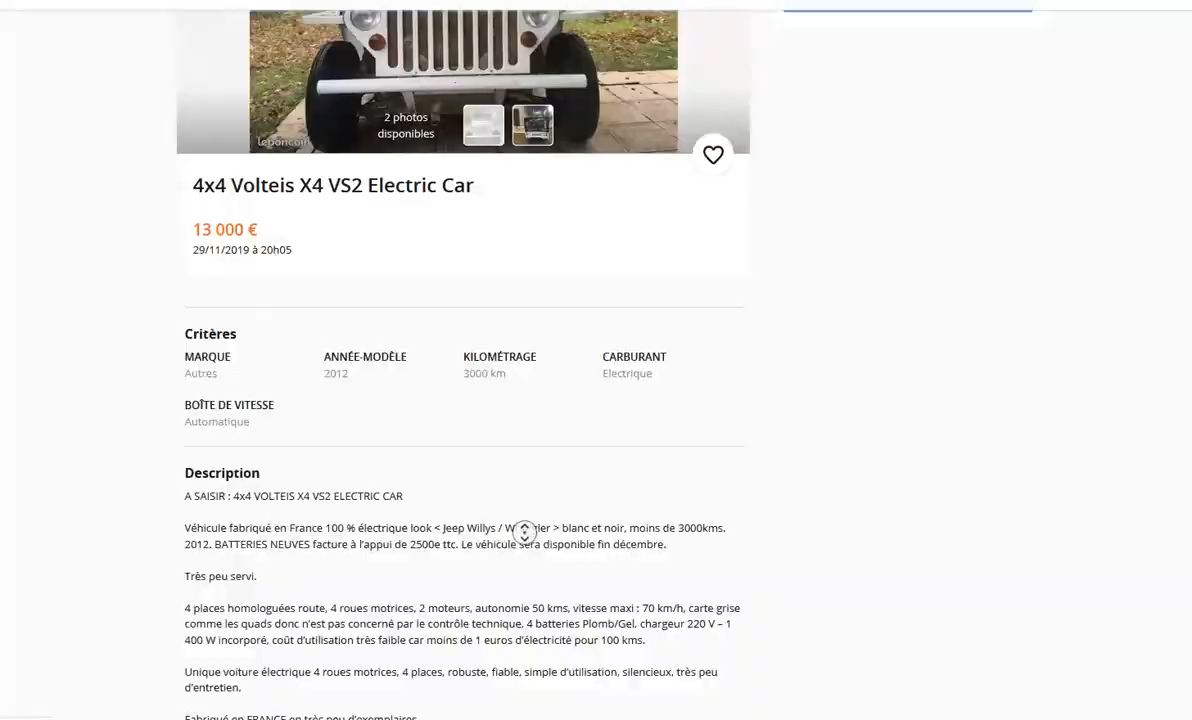 2 photos
disponibles
leboncoin
4x4 Volteis X4 VS2 Electric Car
13 000 €
29/11/2019 à 20h05
Critères
MARQUE ANNÉE-MODÈLE KILOMÉTRAGE CARBURANT
Autres 2012 3000 km Electrique
BOÎTE DE VITESSE
Automatique
Description
A SAISIR : 4x4 VOLTEIS X4 VS2 ELECTRIC CAR
Véhicule fabriqué en France 100 % électrique look < Jeep Willys / > blanc et noir, moins de 3000kms.
2012. BATTERIES NEUVES facture à l’appui de 2500e ttc. Le véhicule sera disponible fin décembre.
Très peu servi.
4 places homologuées route, 4 roues motrices, 2 moteurs, autonomie 50 kms, vitesse maxi : 70 km/h, carte grise
comme les quads donc n’est pas concerné par le contrôle technique. 4 batteries Plomb/Gel. chargeur 220 V – 1
400 W incorporé, coût d’utilisation très faible car moins de 1 euros d’électricité pour 100 kms.
Unique voiture électrique 4 roues motrices, 4 places, robuste, fiable, simple d’utilisation, silencieux, très peu
d’entretien.
Fabriqué en FRANCE en très peu d’exemplaires